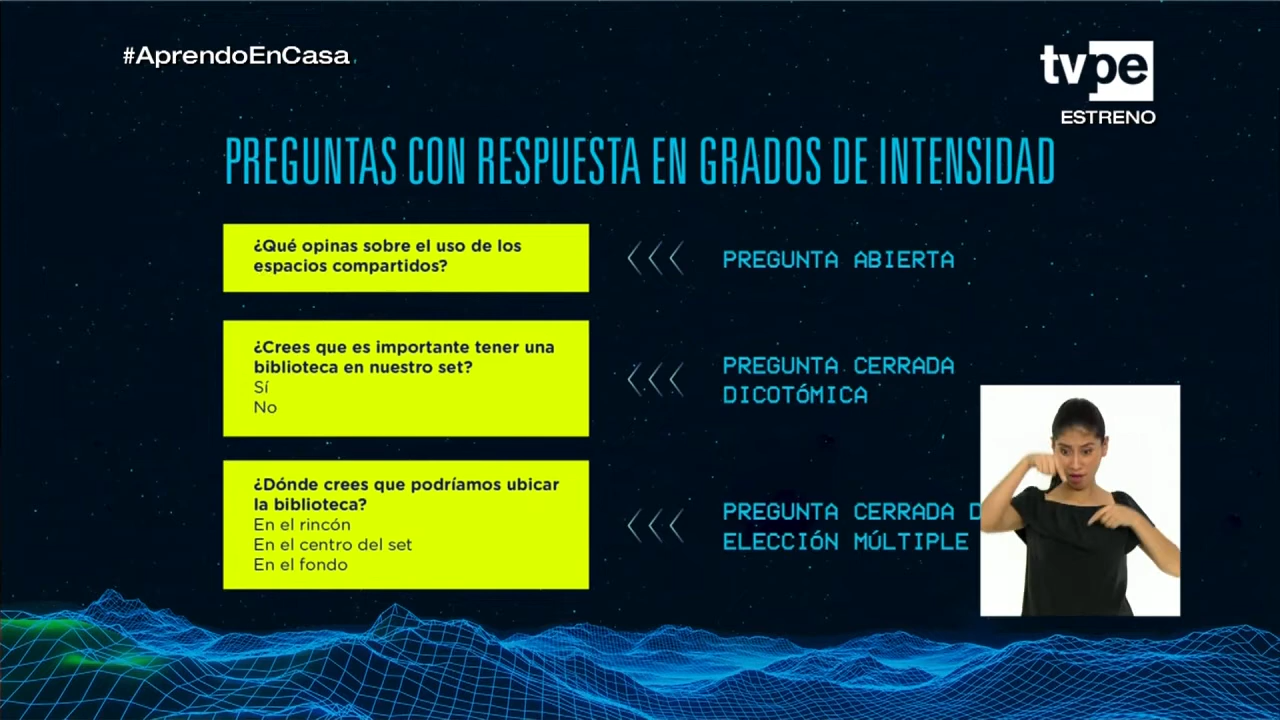 #AprendoEnCasa
tvpe
ESTRENO
PREGUNTAS CON RESPUESTA EN GRADOS DE INTENSIDAD
¿Qué opinas sobre el uso de los
espacios compartidos?
PREGUNTA ABIERTA
¿Crees que es importante tener una
biblioteca en nuestro set?
Sí
No
PREGUNTA CERRADA
DICOTÓMICA
¿Dónde crees que podríamos ubicar
la biblioteca?
En el rincón
En el centro del set
En el fondo
PREGUNTA CERRADA
ELECCIÓN MÚLTIPLE